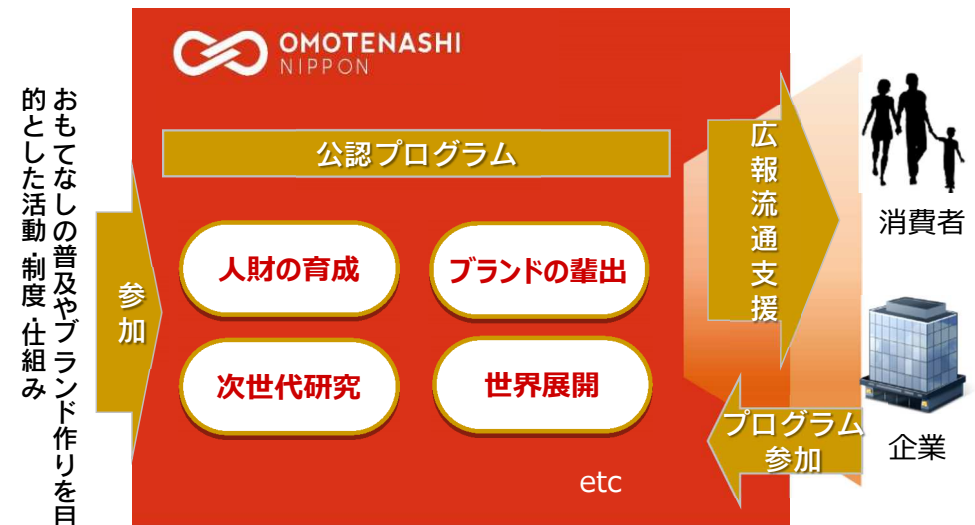 おもてなしの普及やブランド作りを目
的とした活動・制度・仕組み
参
加
OMOTENASHI
NIPPON
公認プログラム
人財の育成
ブランドの輩出
次世代研究
世界展開
etc
広報流通支援
消費者
企業
プログラム
参加